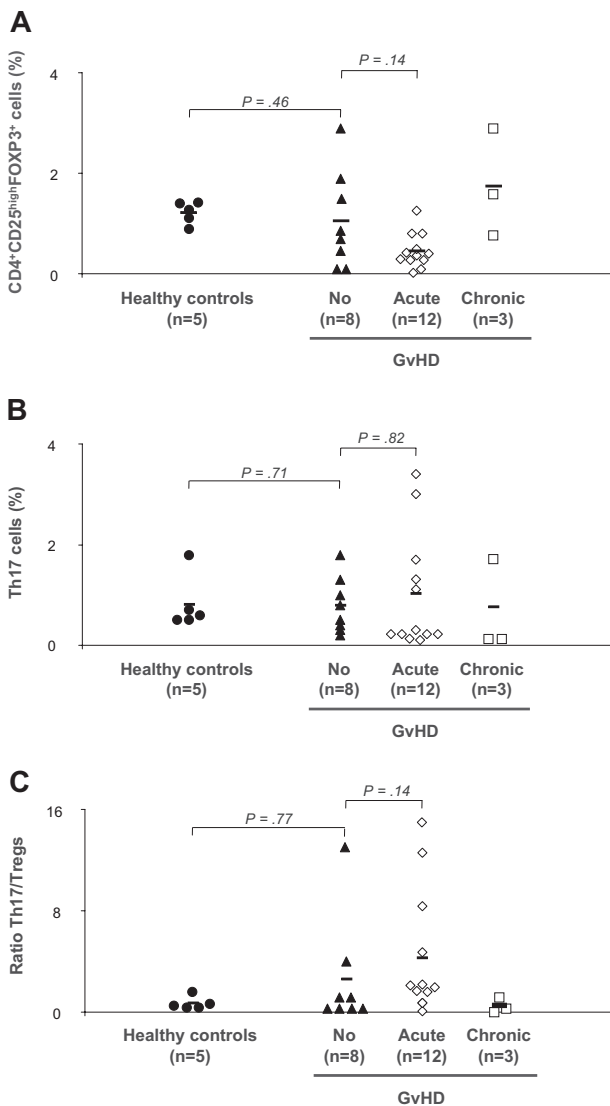 A
CD4+CD25highFOXP3+ cells (%)
4
2
0
P = .46
P = .14
Healthy controls
(n=5)
No
(n=8)
Acute
(n=12)
Chronic
(n=3)
GvHD
B
Th17 cells (%)
4
2
0
P = .71
P = .82
Healthy controls
(n=5)
No
(n=8)
Acute
(n=12)
Chronic
(n=3)
GvHD
C
Ratio Th17/Tregs
16
8
0
P = .77
P = .14
Healthy controls
(n=5)
No
(n=8)
Acute
(n=12)
Chronic
(n=3)
GvHD